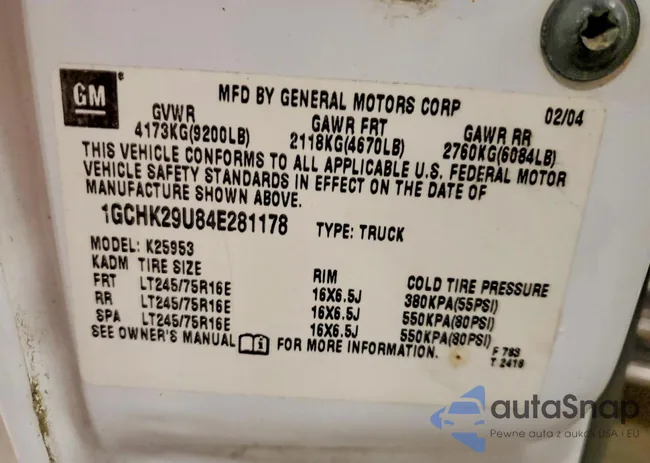 GM
MFD BY GENERAL MOTORS CORP 02/04
GVWR GAWR FRT GAWR RR
4173KG(9200LB) 2118KG(4670LB) 2760KG(6084LB)
THIS VEHICLE CONFORMS TO ALL APPLICABLE U.S. FEDERAL MOTOR
VEHICLE SAFETY STANDARDS IN EFFECT ON THE DATE OF
MANUFACTURE SHOWN ABOVE.
1GCHK29U84E281178 TYPE: TRUCK
MODEL: K25953
KADM TIRE SIZE RIM COLD TIRE PRESSURE
FRT LT245/75R16E 16X6.5J 380KPA(55PSI)
RR LT245/75R16E 16X6.5J 550KPA(80PSI)
SPA LT245/75R16E 16X6.5J 550KPA(80PSI)
SEE OWNER'S MANUAL FOR MORE INFORMATION.
F 783
T 2416
autaSnap
Pewne auta z aukcji USA i EU